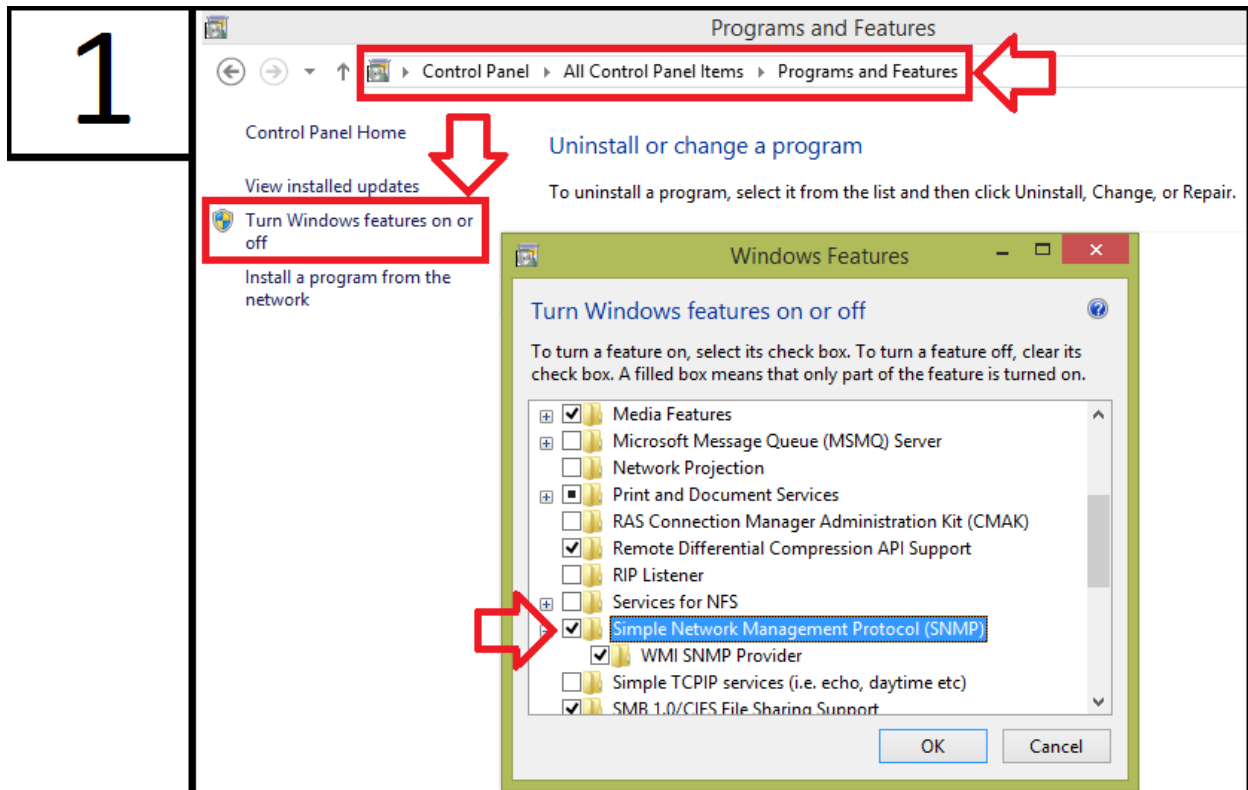 1
Programs and Features
Control Panel All Control Panel Items Programs and Features
Control Panel Home
View installed updates
Turn Windows features on or
off
Install a program from the
network
Uninstall or change a program
To uninstall a program, select it from the list and then click Uninstall, Change, or Repair.
Windows Features
Turn Windows features on or off
To turn a feature on, select its check box. To turn a feature off, clear its
check box. A filled box means that only part of the feature is turned on.
Media Features
Microsoft Message Queue (MSMQ) Server
Network Projection
Print and Document Services
RAS Connection Manager Administration Kit (CMAK)
Remote Differential Compression API Support
RIP Listener
Services for NFS
Simple Network Management Protocol (SNMP)
WMI SNMP Provider
Simple TCPIP services (i.e. echo, daytime etc)
SMB 1.0/CIFS File Sharing Support
OK
Cancel